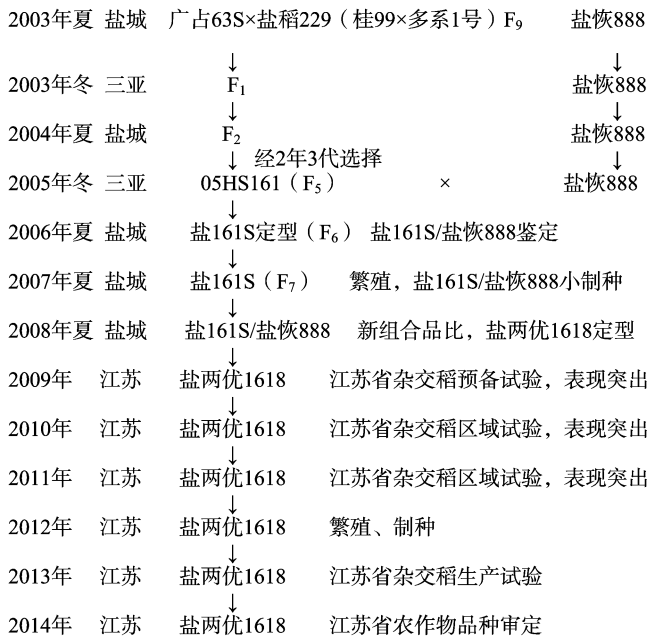 2003年夏 盐城 广占63S×盐稻229（桂99×多系1号）F₉ 盐恢888
↓ ↓
2003年冬 三亚 F₁ 盐恢888
↓ ↓
2004年夏 盐城 F₂ 盐恢888
↓ 经2年3代选择 ↓
2005年冬 三亚 05HS161（F₅） × 盐恢888
↓
2006年夏 盐城 盐161S定型（F₆） 盐161S/盐恢888鉴定
↓
2007年夏 盐城 盐161S（F₇） 繁殖，盐161S/盐恢888小制种
↓
2008年夏 盐城 盐161S/盐恢888 新组合品比，盐两优1618定型
↓
2009年 江苏 盐两优1618 江苏省杂交稻预备试验，表现突出
↓
2010年 江苏 盐两优1618 江苏省杂交稻区域试验，表现突出
↓
2011年 江苏 盐两优1618 江苏省杂交稻区域试验，表现突出
↓
2012年 江苏 盐两优1618 繁殖、制种
↓
2013年 江苏 盐两优1618 江苏省杂交稻生产试验
↓
2014年 江苏 盐两优1618 江苏省农作物品种审定